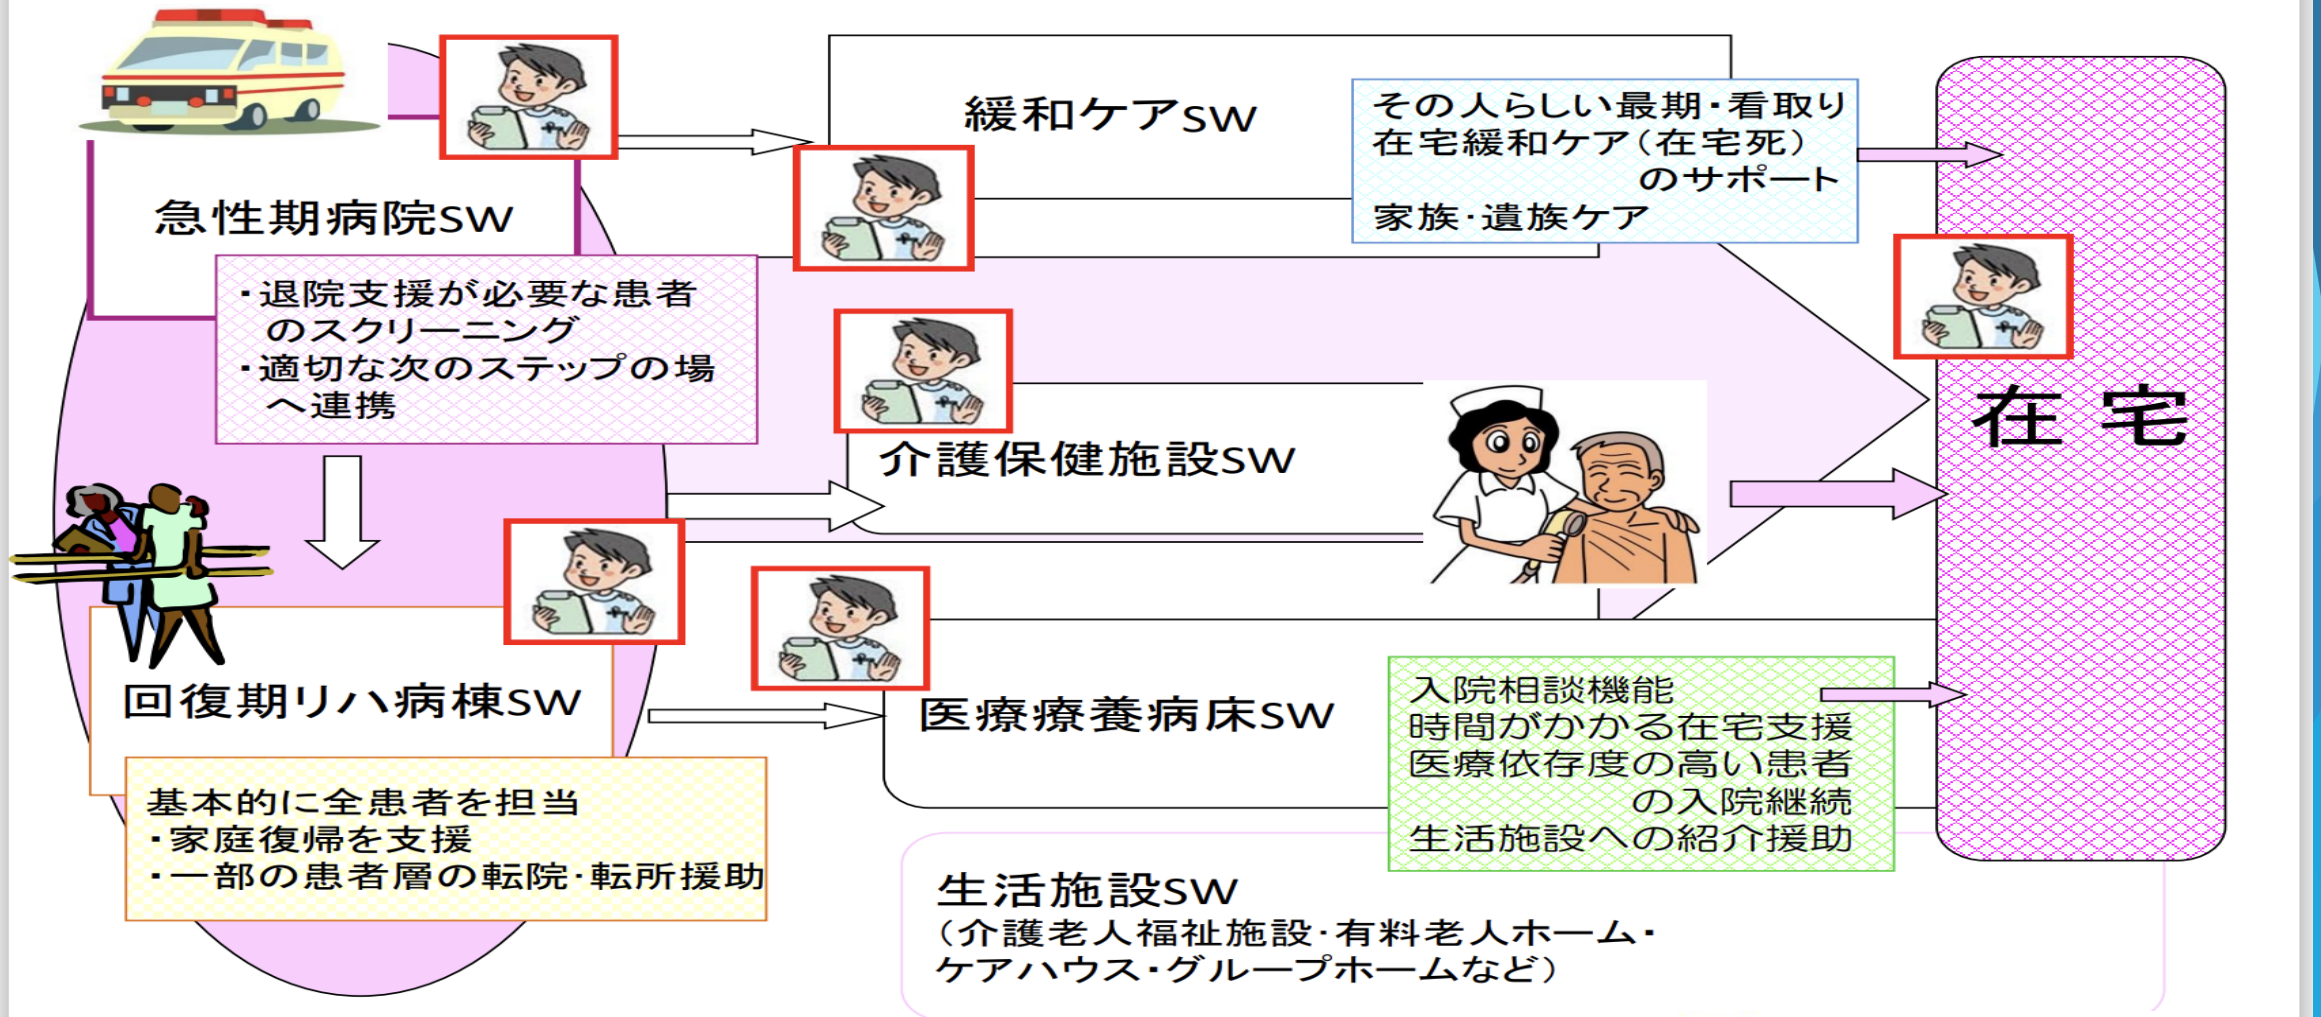 急性期病院SW
・退院支援が必要な患者
のスクリーニング
・適切な次のステップの場
へ連携
回復期リハ病棟SW
基本的に全患者を担当
・家庭復帰を支援
・一部の患者層の転院・転所援助
緩和ケアSW
その人らしい最期・看取り
在宅緩和ケア（在宅死）
のサポート
家族・遺族ケア
介護保健施設SW
医療療養病床SW
入院相談機能
時間がかかる在宅支援
医療依存度の高い患者
の入院継続
生活施設への紹介援助
生活施設SW
（介護老人福祉施設・有料老人ホーム・
ケアハウス・グループホームなど）
在宅